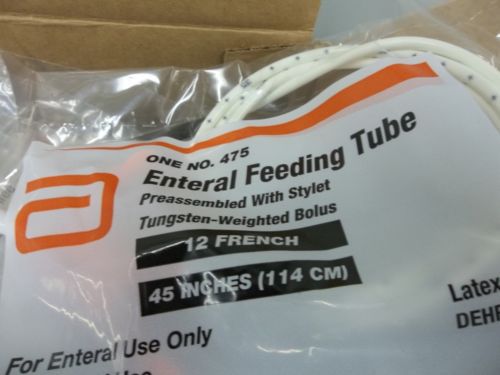 ONE NO. 475
Enteral Feeding Tube
Preassembled With Stylet
Tungsten-Weighted Bolus
12 FRENCH
45 INCHES (114 CM)
Latex
DEHP
For Enteral Use Only
Use